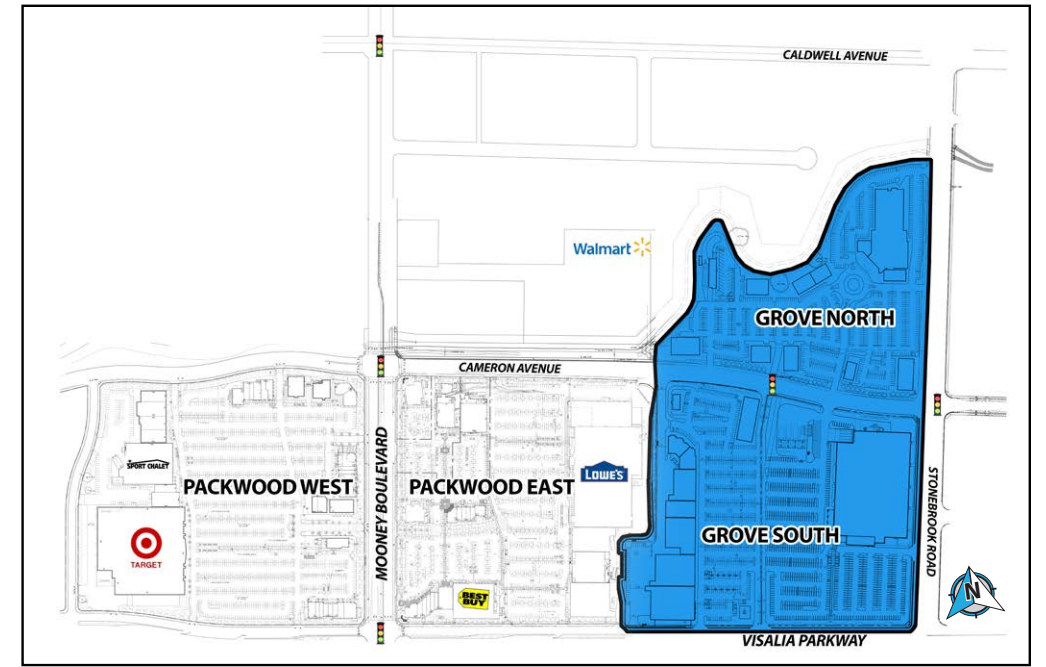 CALDWELL AVENUE
Walmart
GROVE NORTH
CAMERON AVENUE
SPORT CHALET
PACKWOOD WEST
MOONEY BOULEVARD
PACKWOOD EAST
LOWE'S
GROVE SOUTH
STONEBROOK ROAD
TARGET
BEST
BUY
N
VISALIA PARKWAY